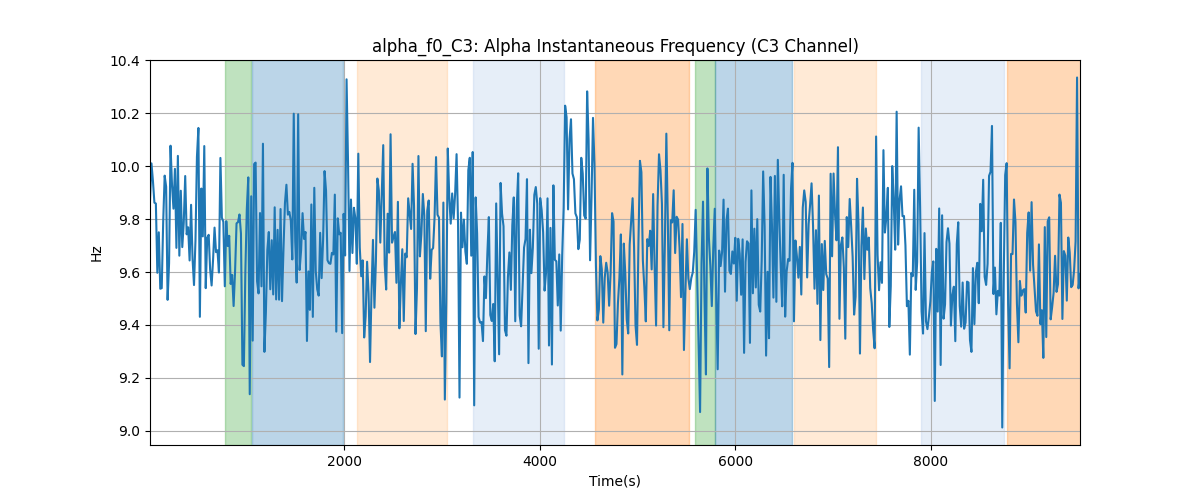 alpha_f0_C3: Alpha Instantaneous Frequency (C3 Channel)
10.4
10.2
10.0
9.8
9.6
9.4
9.2
9.0
Hz
2000 4000 6000 8000
Time(s)